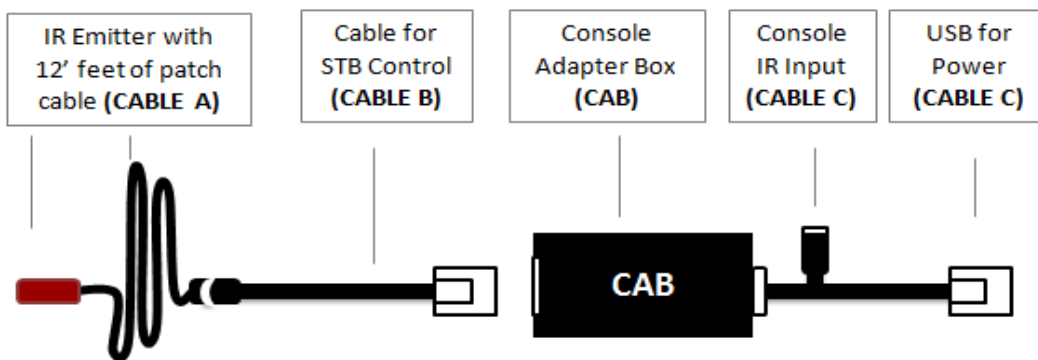 IR Emitter with
12’ feet of patch
cable (CABLE A)
Cable for
STB Control
(CABLE B)
Console
Adapter Box
(CAB)
Console
IR Input
(CABLE C)
USB for
Power
(CABLE C)
CAB